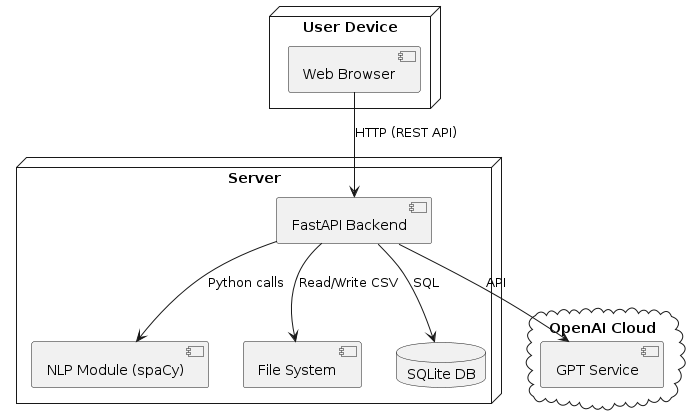 User Device
Web Browser
HTTP (REST API)
Server
FastAPI Backend
Python calls
Read/Write CSV
SQL
API
OpenAI Cloud
NLP Module (spaCy)
File System
SQLite DB
GPT Service